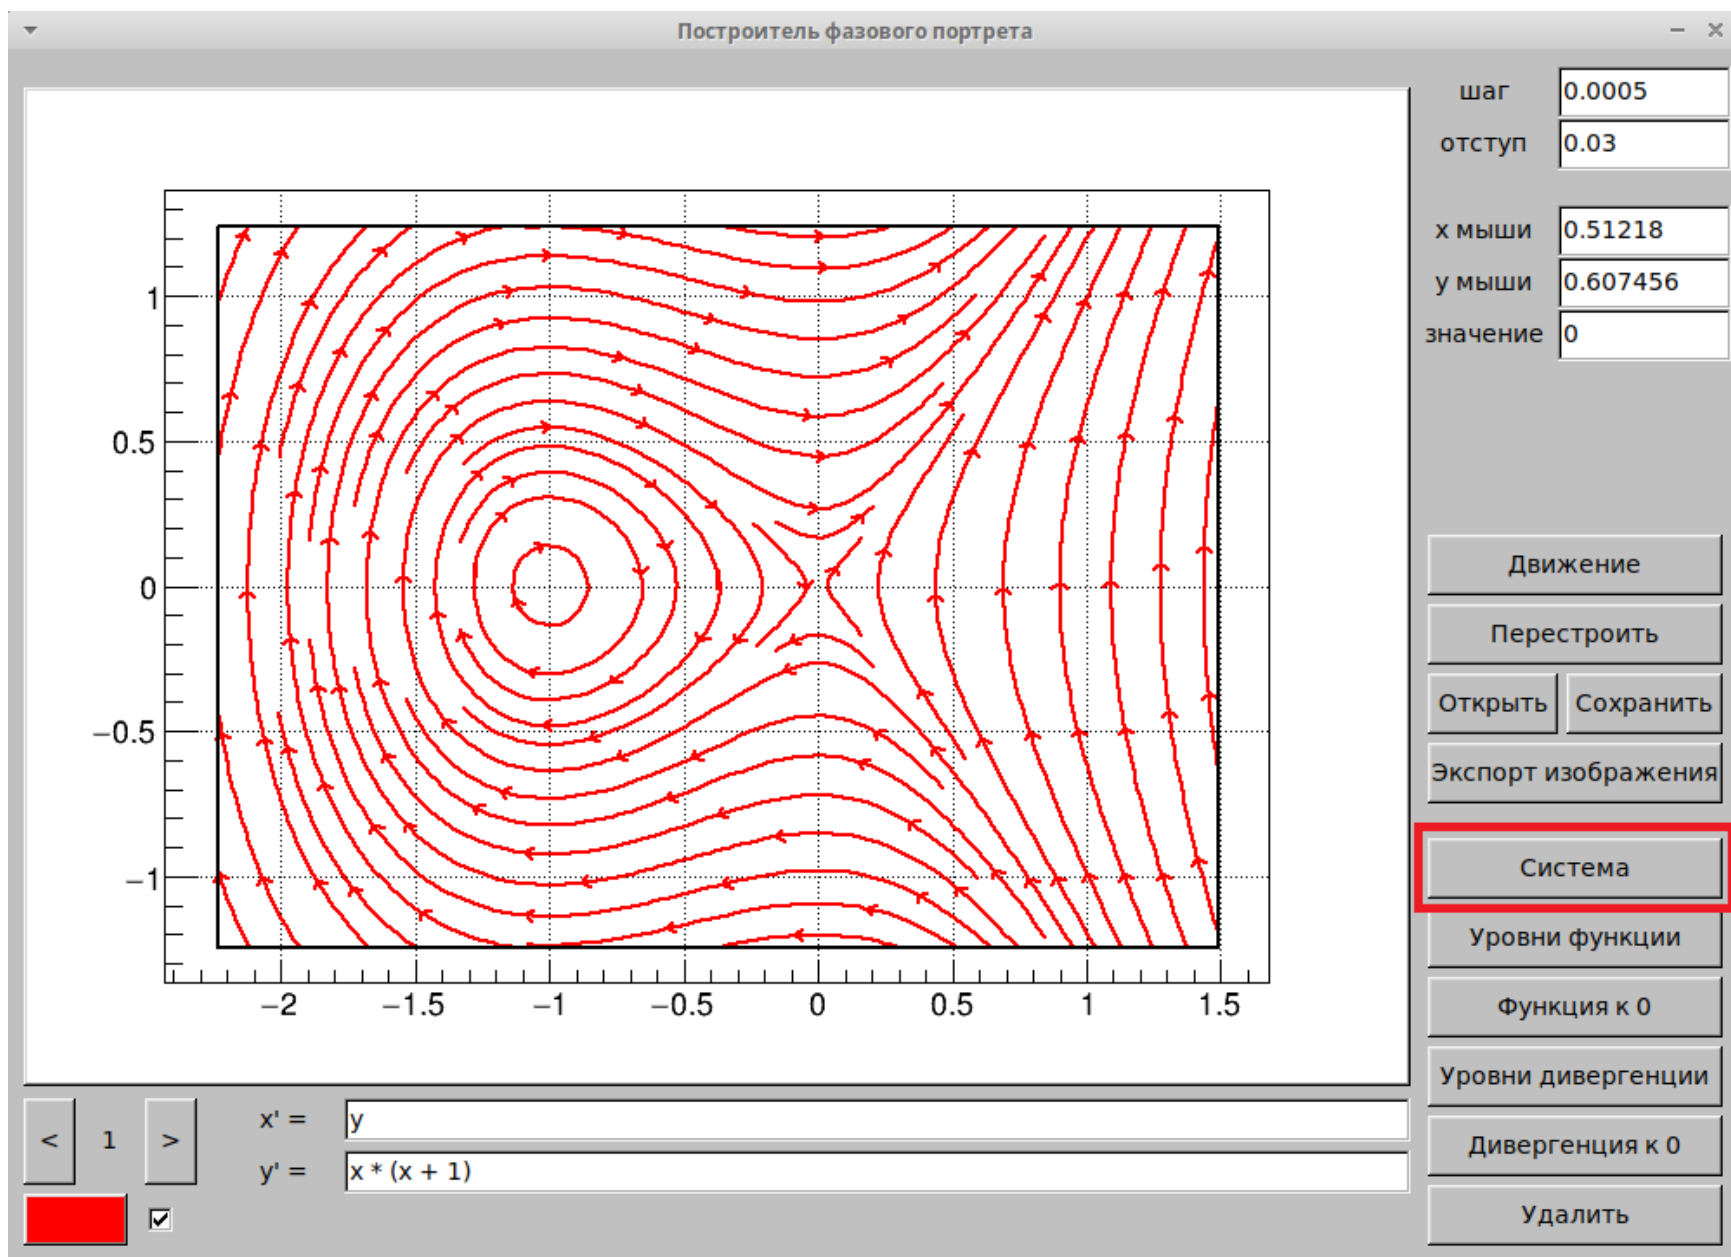 Построитель фазового портрета
шаг 0.0005
отступ 0.03
x мыши 0.51218
y мыши 0.607456
значение 0
1
0.5
0
−0.5
−1
−2 −1.5 −1 −0.5 0 0.5 1 1.5
Движение
Перестроить
Открыть Сохранить
Экспорт изображения
Система
Уровни функции
Функция к 0
Уровни дивергенции
Дивергенция к 0
Удалить
< 1 >
x' = y
y' = x * (x + 1)